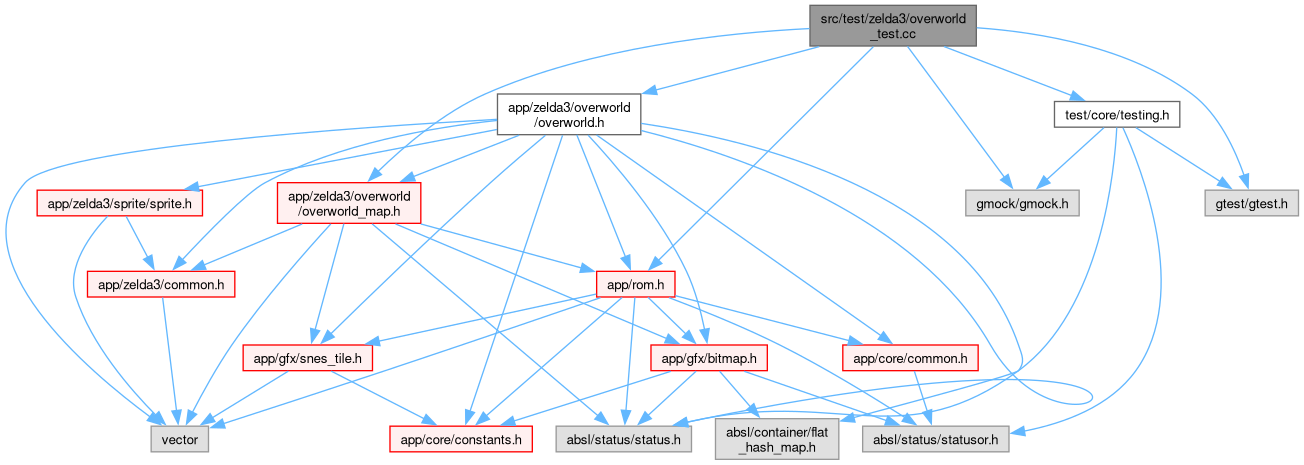 src/test/zelda3/overworld
_test.cc
app/zelda3/overworld
/overworld.h
test/core/testing.h
app/zelda3/sprite/sprite.h
app/zelda3/overworld
/overworld_map.h
gmock/gmock.h
gtest/gtest.h
app/zelda3/common.h
app/rom.h
app/gfx/snes_tile.h
app/gfx/bitmap.h
app/core/common.h
vector
app/core/constants.h
absl/status/status.h
absl/container/flat
_hash_map.h
absl/status/statusor.h